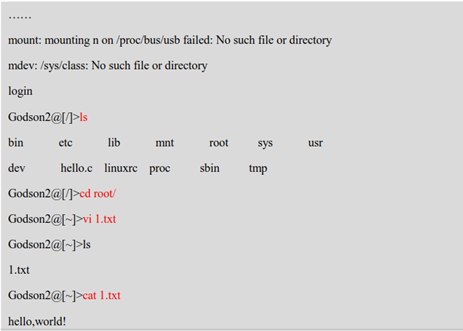 ……
mount: mounting n on /proc/bus/usb failed: No such file or directory
mdev: /sys/class: No such file or directory
login
Godson2@[/]>ls
bin etc lib mnt root sys usr
dev hello.c linuxrc proc sbin tmp
Godson2@[/]>cd root/
Godson2@[~]>vi 1.txt
Godson2@[~]>ls
1.txt
Godson2@[~]>cat 1.txt
hello,world!